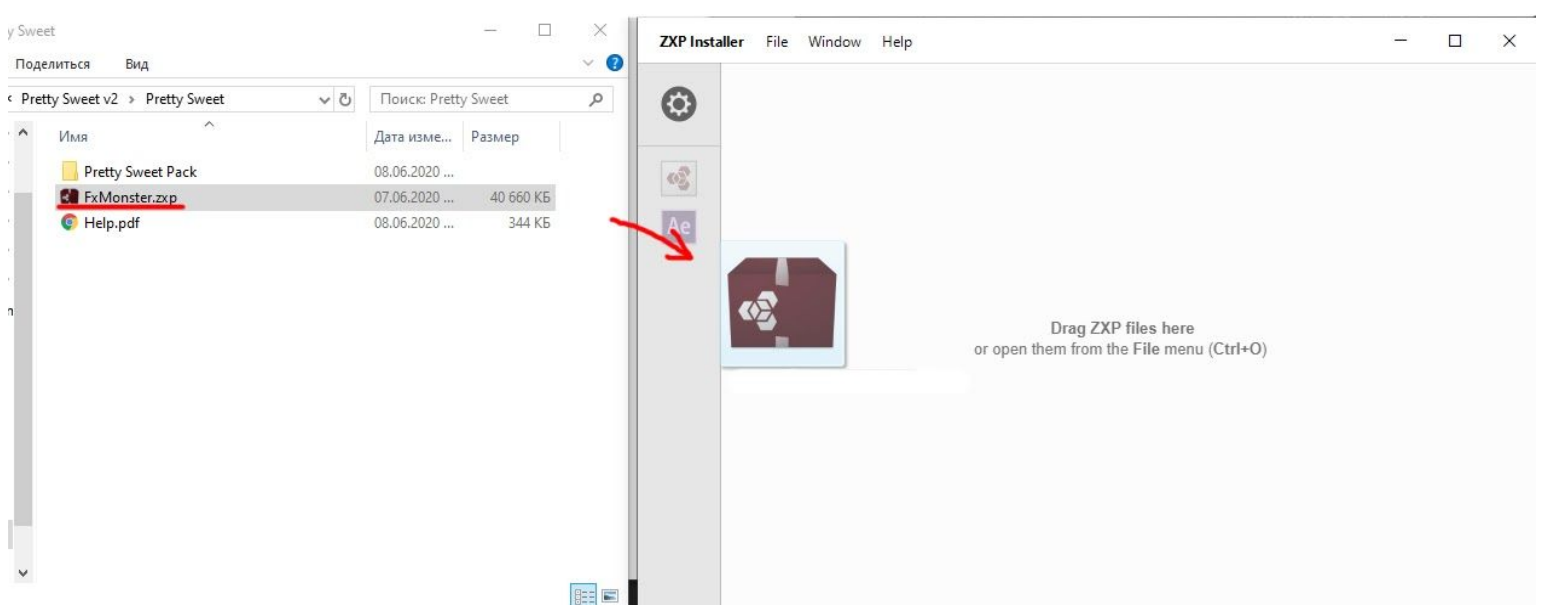 y Sweet
Поделиться Вид
Pretty Sweet v2 > Pretty Sweet
Поиск: Pretty Sweet
Имя Дата изме... Размер
Pretty Sweet Pack 08.06.2020 ...
FxMonster.zxp 07.06.2020 ... 40 660 КБ
Help.pdf 08.06.2020 ... 344 КБ
ZXP Installer File Window Help
Ae
Drag ZXP files here
or open them from the File menu (Ctrl+O)